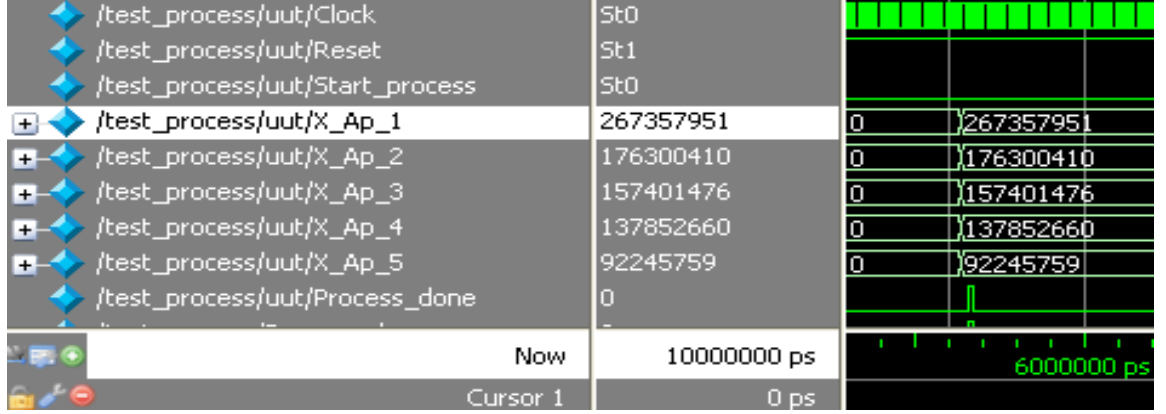 /test_process/uut/Clock St0
/test_process/uut/Reset St1
/test_process/uut/Start_process St0
/test_process/uut/X_Ap_1 267357951 0 267357951
/test_process/uut/X_Ap_2 176300410 0 176300410
/test_process/uut/X_Ap_3 157401476 0 157401476
/test_process/uut/X_Ap_4 137852660 0 137852660
/test_process/uut/X_Ap_5 92245759 0 92245759
/test_process/uut/Process_done 0
Now 10000000 ps 6000000 ps
Cursor 1 0 ps